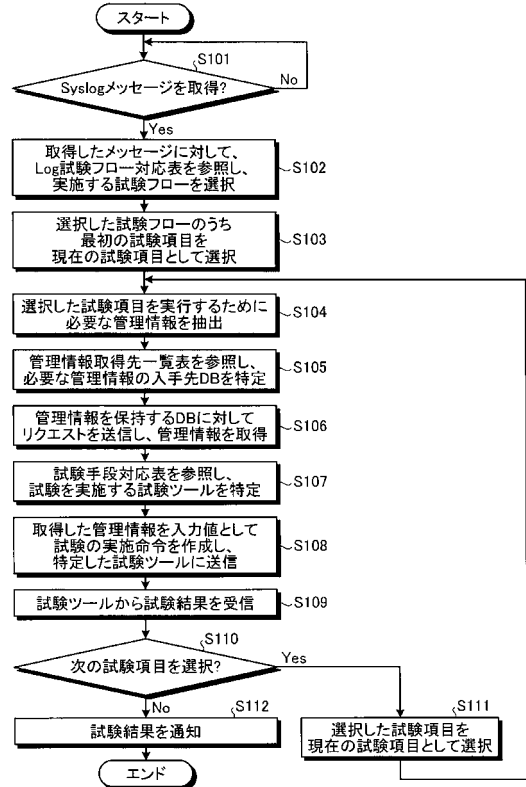 スタート
S101
Syslogメッセージを取得?
No
Yes
取得したメッセージに対して、
Log試験フロー対応表を参照し、
実施する試験フローを選択
S102
選択した試験フローのうち
最初の試験項目を
現在の試験項目として選択
S103
選択した試験項目を実行するために
必要な管理情報を抽出
S104
管理情報取得先一覧表を参照し、
必要な管理情報の入手先DBを特定
S105
管理情報を保持するDBに対して
リクエストを送信し、管理情報を取得
S106
試験手段対応表を参照し、
試験を実施する試験ツールを特定
S107
取得した管理情報を入力値として
試験の実施命令を作成し、
特定した試験ツールに送信
S108
試験ツールから試験結果を受信
S109
S110
次の試験項目を選択?
Yes
No
S112
試験結果を通知
S111
選択した試験項目を
現在の試験項目として選択
エンド